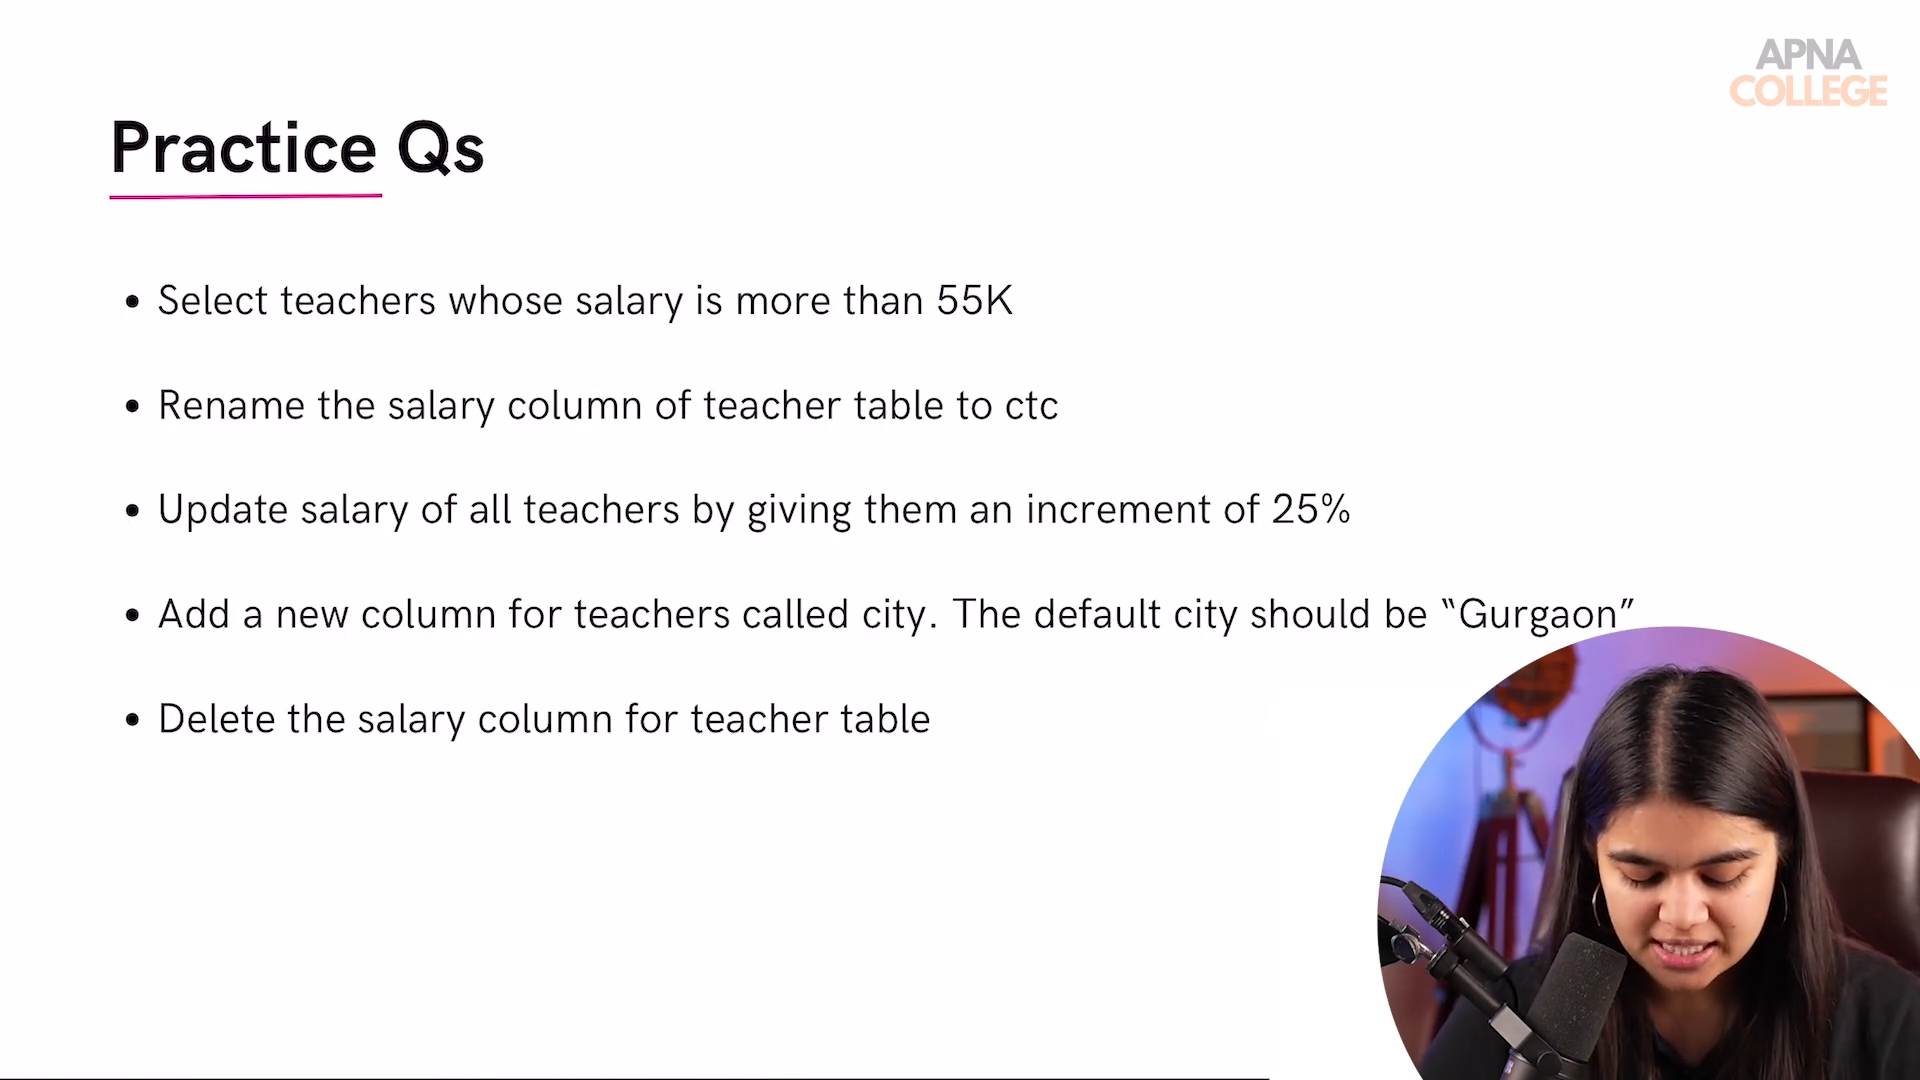 APNA
COLLEGE
Practice Qs
• Select teachers whose salary is more than 55K
• Rename the salary column of teacher table to ctc
• Update salary of all teachers by giving them an increment of 25%
• Add a new column for teachers called city. The default city should be “Gurgaon”
• Delete the salary column for teacher table